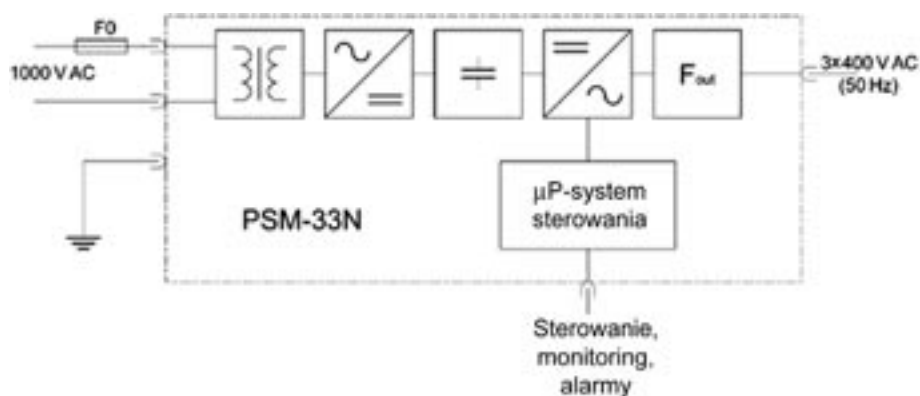 F0
1000 V AC
Fout
3×400 V AC
(50 Hz)
µP-system
sterowania
PSM-33N
Sterowanie,
monitoring,
alarmy